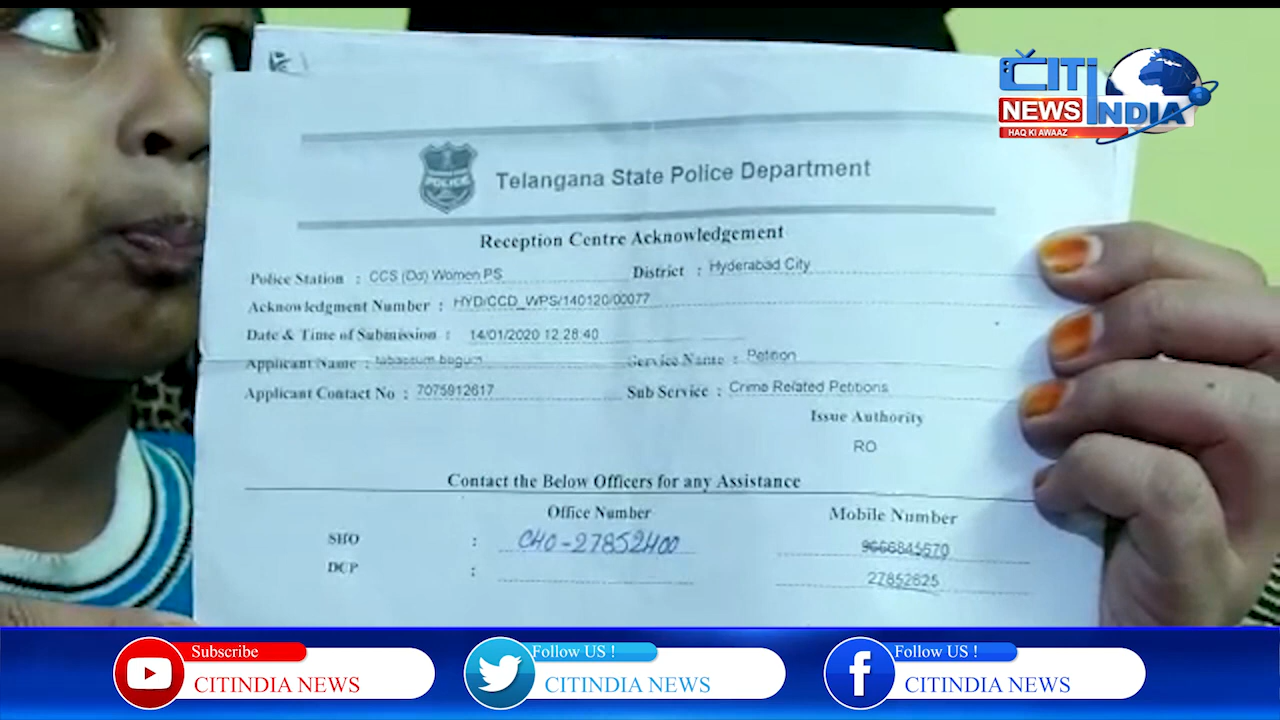 CITI
NEWS INDIA
HAQ KI AWAAZ
POLICE
Telangana State Police Department
Reception Centre Acknowledgement
Police Station : CCS (Dd) Women PS District : Hyderabad City
Acknowledgment Number : HYD/CCD_WPS/140120/00077
Date & Time of Submission : 14/01/2020 12:28:40
Applicant Name : tabassum begum Service Name : Petition
Applicant Contact No : 7075912617 Sub Service : Crime Related Petitions
Issue Authority
RO
Contact the Below Officers for any Assistance
Office Number Mobile Number
SHO : 040-27852400 9666845670
DCP : 27852625
Subscribe Follow US ! Follow US !
CITINDIA NEWS CITINDIA NEWS CITINDIA NEWS